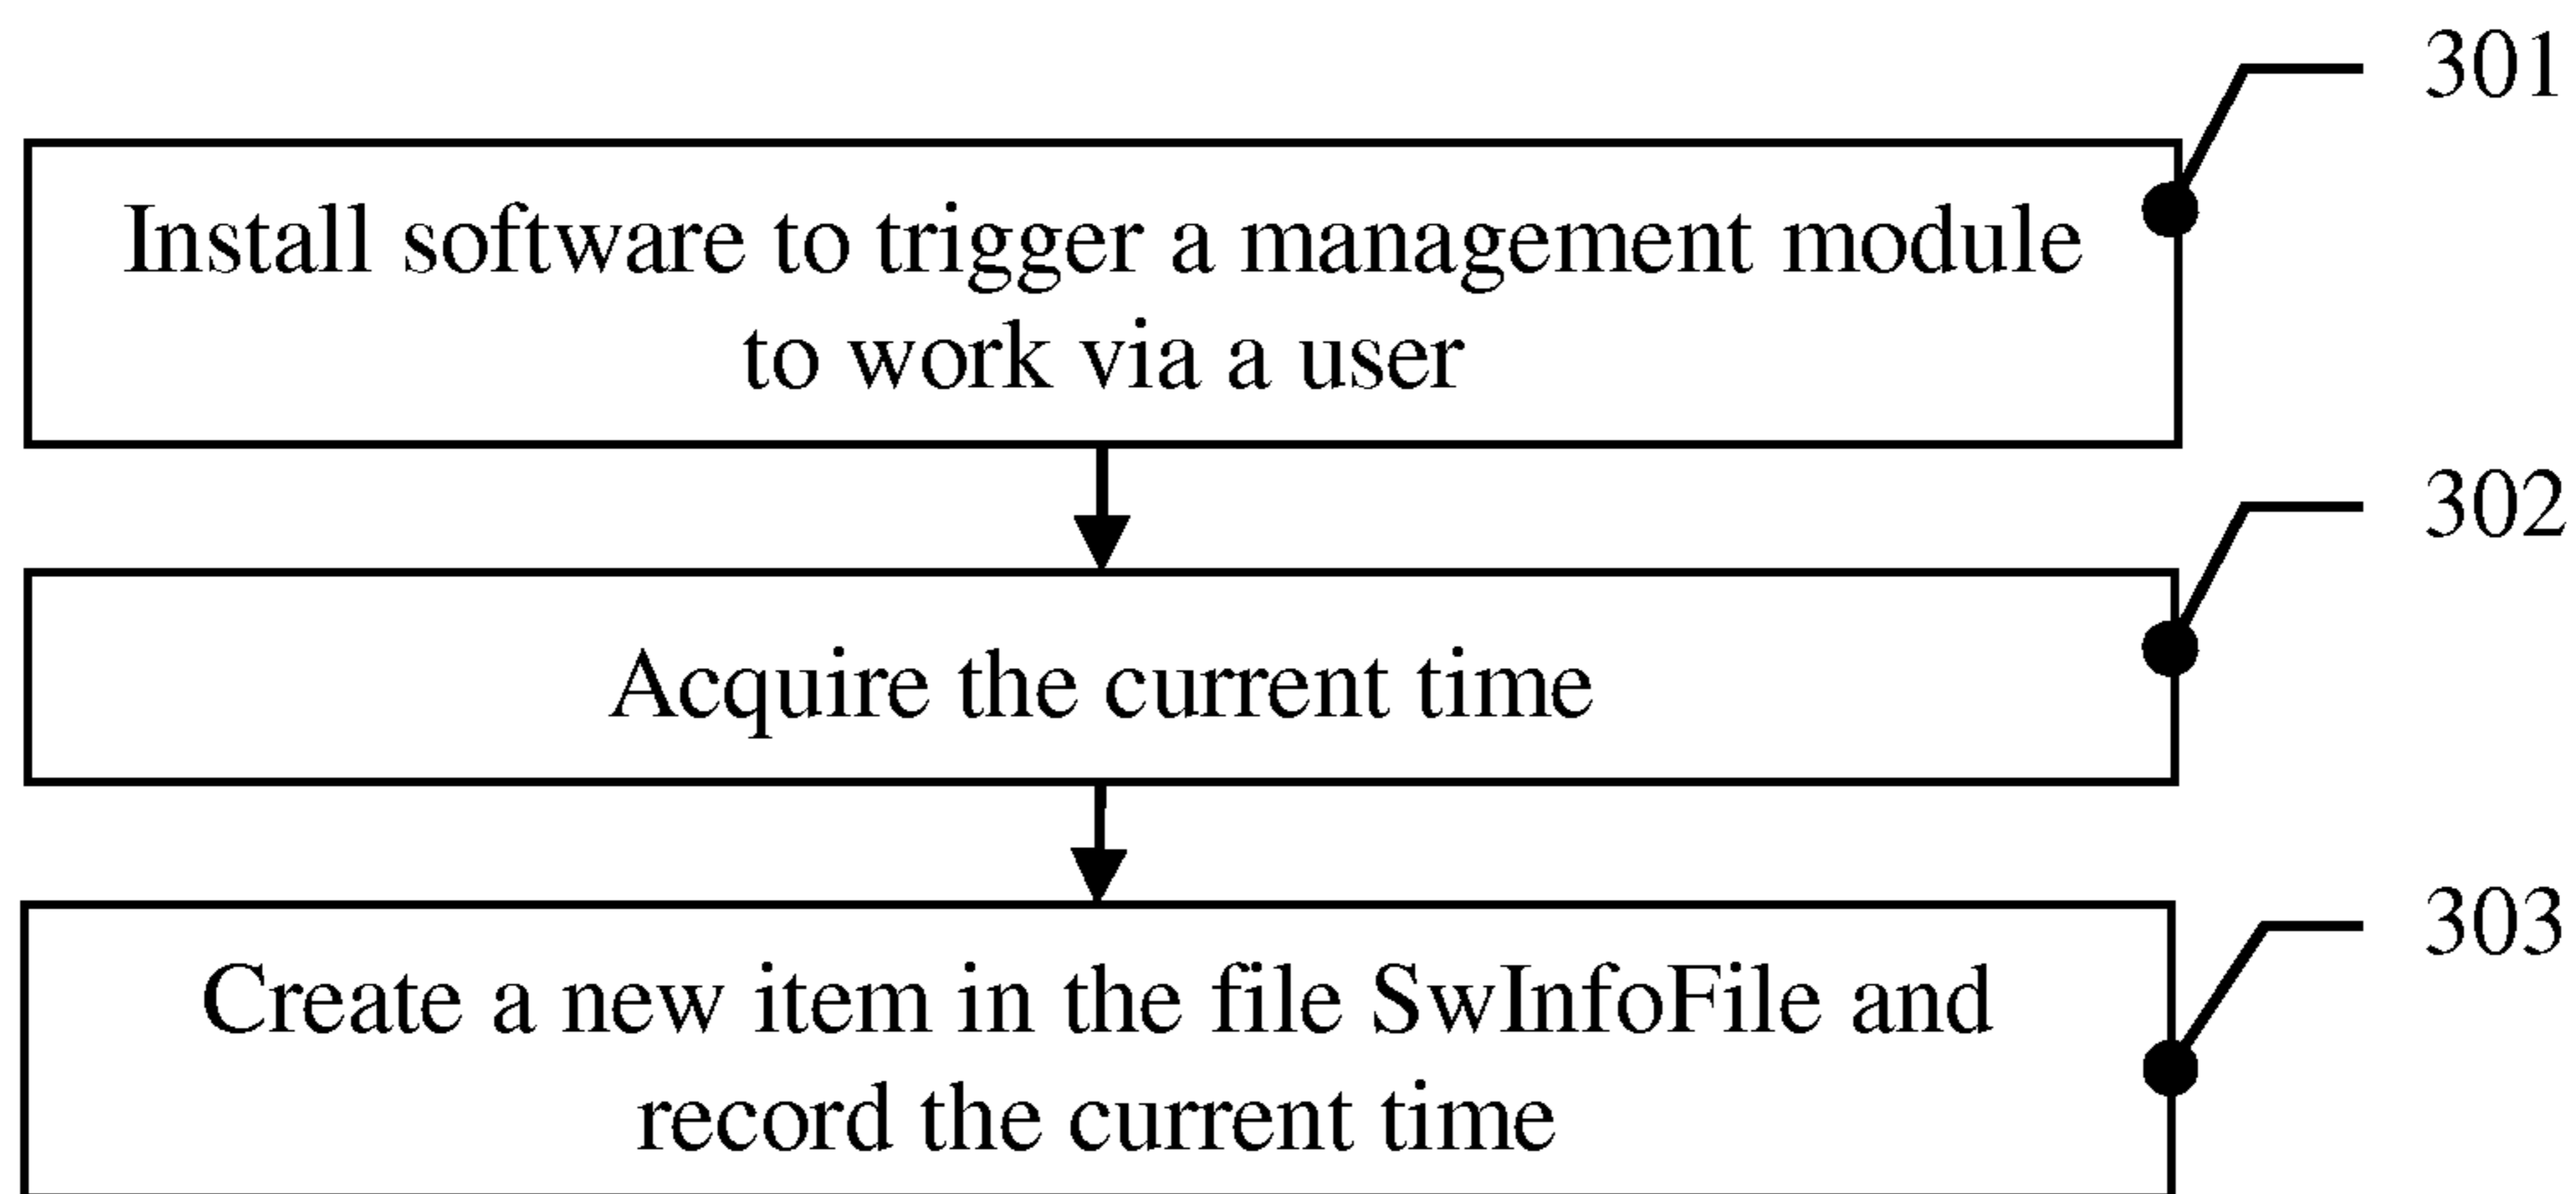 301
Install software to trigger a management module
to work via a user
302
Acquire the current time
303
Create a new item in the file SwInfoFile and
record the current time